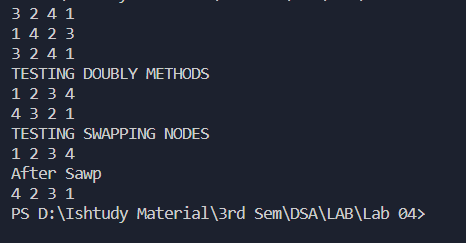 3 2 4 1
1 4 2 3
3 2 4 1
TESTING DOUBLY METHODS
1 2 3 4
4 3 2 1
TESTING SWAPPING NODES
1 2 3 4
After Sawp
4 2 3 1
PS D:\Ishtudy Material\3rd Sem\DSA\LAB\Lab 04>